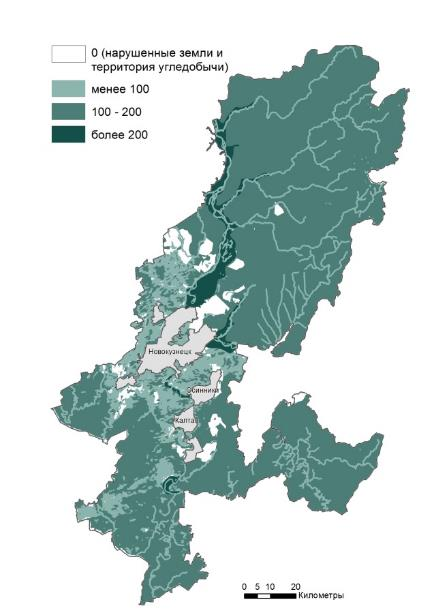 0 (нарушенные земли и
территория угледобычи)
менее 100
100 - 200
более 200
Новокузнецк
Осинники
Калтан
0 5 10 20
Километры